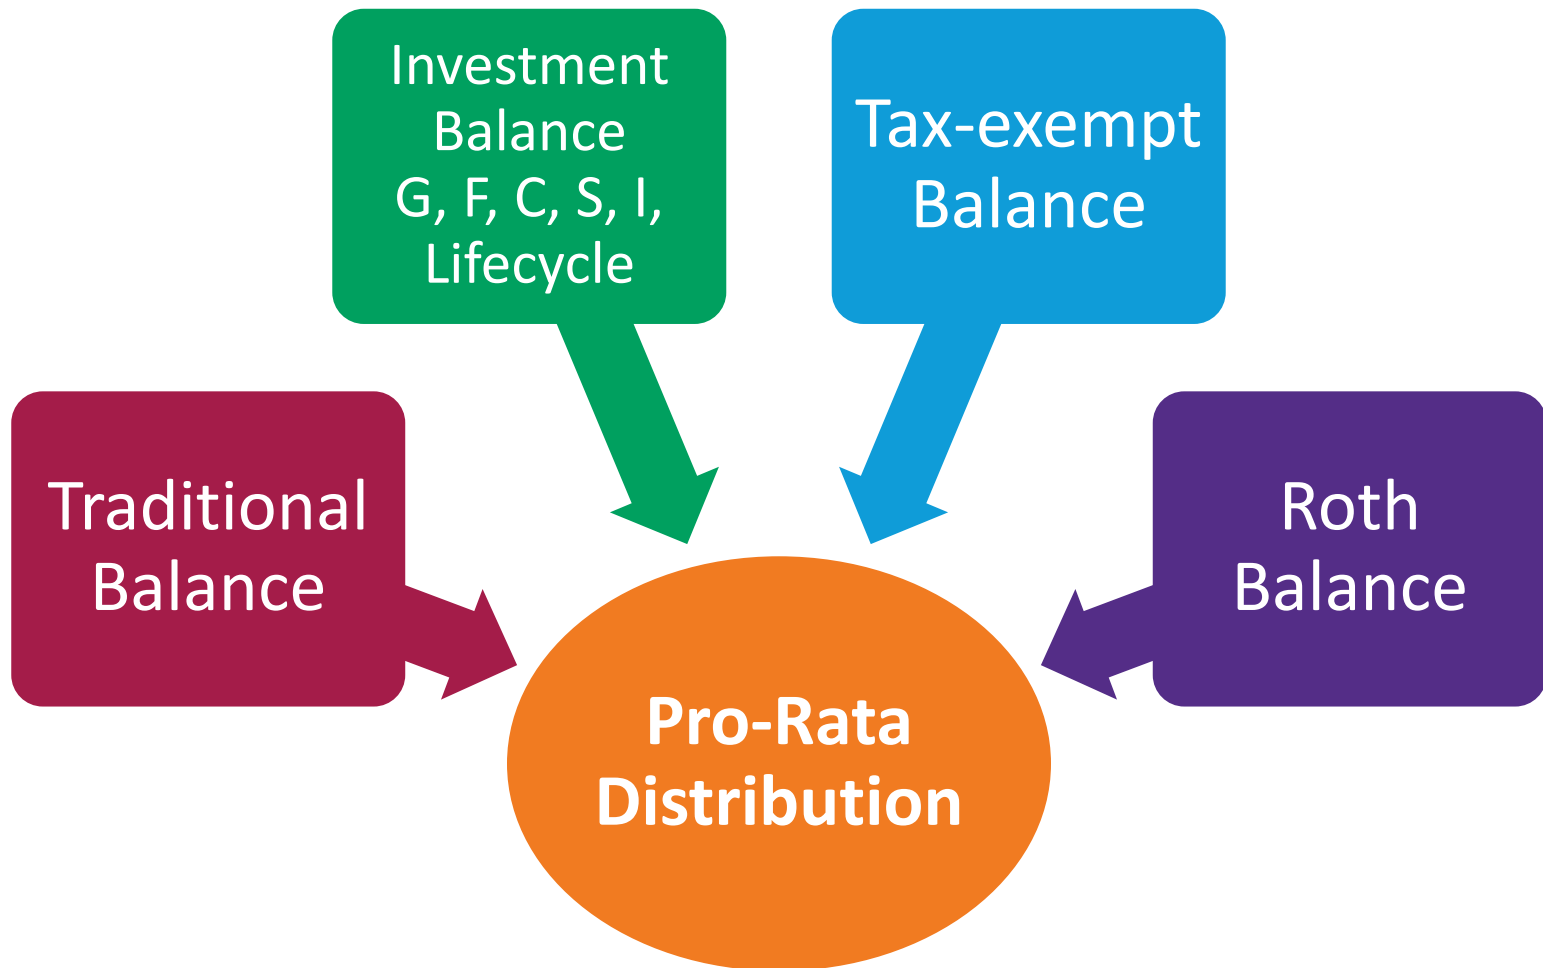 Investment
Balance
G, F, C, S, I,
Lifecycle
Tax-exempt
Balance
Traditional
Balance
Roth
Balance
Pro-Rata
Distribution